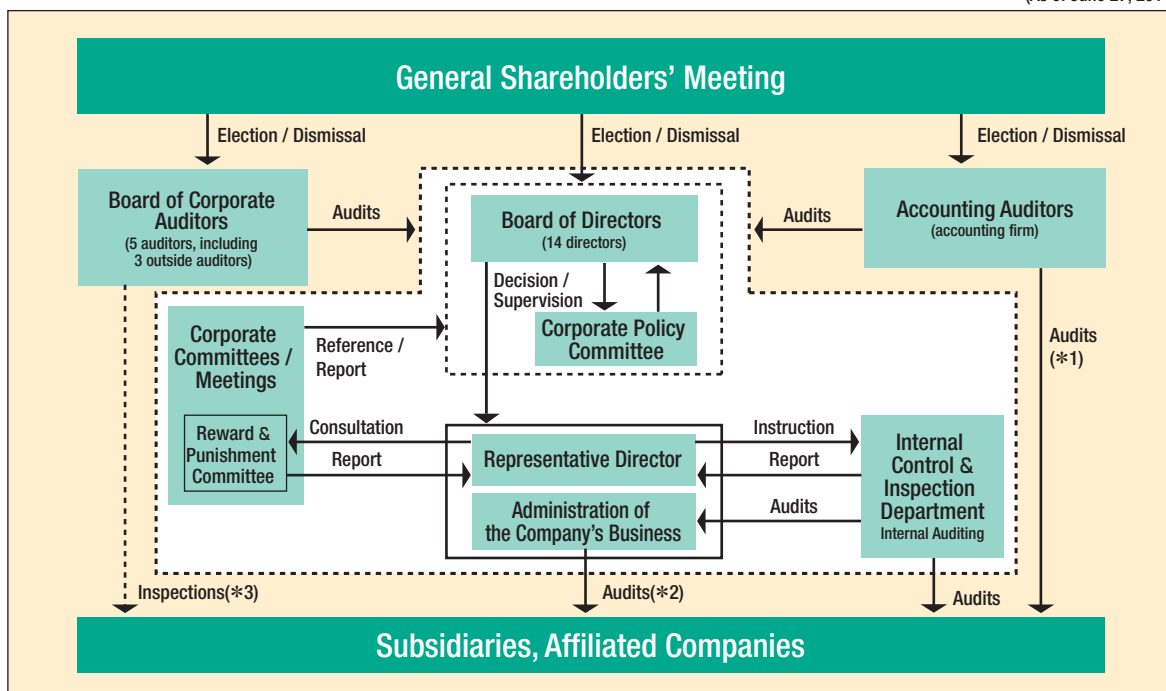 General Shareholders’ Meeting
Election / Dismissal
Election / Dismissal
Election / Dismissal
Board of Corporate
Auditors
(5 auditors, including
3 outside auditors)
Audits
Board of Directors
(14 directors)
Audits
Accounting Auditors
(accounting firm)
Decision /
Supervision
Corporate Policy
Committee
Corporate
Committees /
Meetings
Reference /
Report
Audits
(*1)
Reward &
Punishment
Committee
Consultation
Report
Representative Director
Instruction
Report
Administration of
the Company’s Business
Audits
Internal
Control &
Inspection
Department
Internal Auditing
Inspections(*3)
Audits(*2)
Audits
Subsidiaries, Affiliated Companies